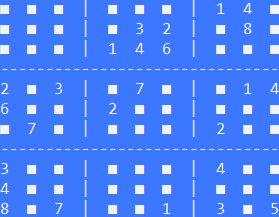 ■ ■ ■ | ■ ■ ■ | 1 4 ■
■ ■ ■ | ■ 3 2 | ■ 8 ■
■ ■ ■ | 1 4 6 | ■ ■ ■
-----------------------
2 ■ 3 | ■ 7 ■ | ■ 1 4
6 ■ ■ | 2 ■ ■ | ■ ■ ■
■ 7 ■ | ■ ■ ■ | 2 ■ ■
-----------------------
3 ■ ■ | ■ ■ ■ | 4 ■ ■
4 ■ ■ | ■ ■ ■ | ■ ■ ■
8 ■ 7 | ■ ■ 1 | 3 ■ 5